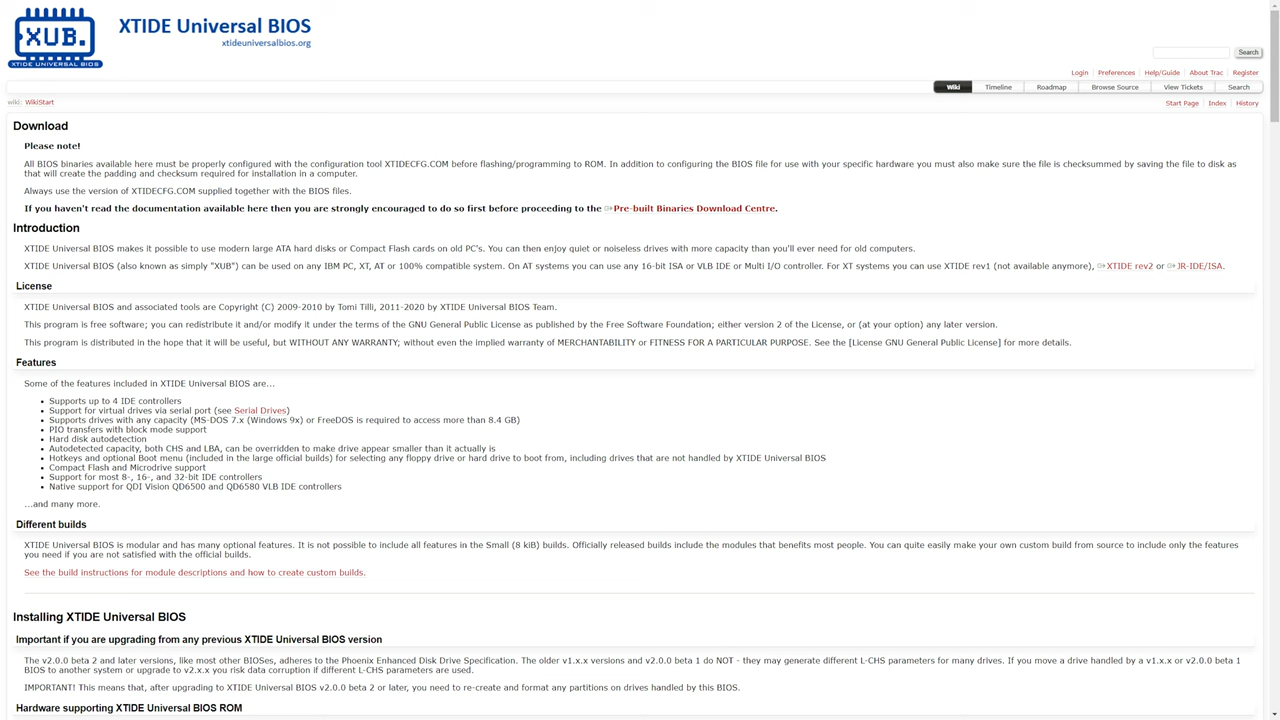 XUB.
XTIDE UNIVERSAL BIOS
XTIDE Universal BIOS
xtideuniversalbios.org
Search
Login Preferences Help/Guide About Trac Register
Wiki Timeline Roadmap Browse Source View Tickets Search
wiki: WikiStart
Start Page Index History
Download
Please note!
All BIOS binaries available here must be properly configured with the configuration tool XTIDECFG.COM before flashing/programming to ROM. In addition to configuring the BIOS file for use with your specific hardware you must also make sure the file is checksummed by saving the file to disk as
that will create the padding and checksum required for installation in a computer.
Always use the version of XTIDECFG.COM supplied together with the BIOS files.
If you haven't read the documentation available here then you are strongly encouraged to do so first before proceeding to the Pre-built Binaries Download Centre.
Introduction
XTIDE Universal BIOS makes it possible to use modern large ATA hard disks or Compact Flash cards on old PC's. You can then enjoy quiet or noiseless drives with more capacity than you'll ever need for old computers.
XTIDE Universal BIOS (also known as simply "XUB") can be used on any IBM PC, XT, AT or 100% compatible system. On AT systems you can use any 16-bit ISA or VLB IDE or Multi I/O controller. For XT systems you can use XTIDE rev1 (not available anymore), XTIDE rev2 or JR-IDE/ISA.
License
XTIDE Universal BIOS and associated tools are Copyright (C) 2009-2010 by Tomi Tilli, 2011-2020 by XTIDE Universal BIOS Team.
This program is free software; you can redistribute it and/or modify it under the terms of the GNU General Public License as published by the Free Software Foundation; either version 2 of the License, or (at your option) any later version.
This program is distributed in the hope that it will be useful, but WITHOUT ANY WARRANTY; without even the implied warranty of MERCHANTABILITY or FITNESS FOR A PARTICULAR PURPOSE. See the [License GNU General Public License] for more details.
Features
Some of the features included in XTIDE Universal BIOS are...
• Supports up to 4 IDE controllers
• Support for virtual drives via serial port (see Serial Drives)
• Supports drives with any capacity (MS-DOS 7.x (Windows 9x) or FreeDOS is required to access more than 8.4 GB)
• PIO transfers with block mode support
• Hard disk autodetection
• Autodetected capacity, both CHS and LBA, can be overridden to make drive appear smaller than it actually is
• Hotkeys and optional Boot menu (included in the large official builds) for selecting any floppy drive or hard drive to boot from, including drives that are not handled by XTIDE Universal BIOS
• Compact Flash and Microdrive support
• Support for most 8-, 16-, and 32-bit IDE controllers
• Native support for QDI Vision QD6500 and QD6580 VLB IDE controllers
...and many more.
Different builds
XTIDE Universal BIOS is modular and has many optional features. It is not possible to include all features in the Small (8 kiB) builds. Officially released builds include the modules that benefits most people. You can quite easily make your own custom build from source to include only the features
you need if you are not satisfied with the official builds.
See the build instructions for module descriptions and how to create custom builds.
Installing XTIDE Universal BIOS
Important if you are upgrading from any previous XTIDE Universal BIOS version
The v2.0.0 beta 2 and later versions, like most other BIOSes, adheres to the Phoenix Enhanced Disk Drive Specification. The older v1.x.x versions and v2.0.0 beta 1 do NOT - they may generate different L-CHS parameters for many drives. If you move a drive handled by a v1.x.x or v2.0.0 beta 1
BIOS to another system or upgrade to v2.x.x you risk data corruption if different L-CHS parameters are used.
IMPORTANT! This means that, after upgrading to XTIDE Universal BIOS v2.0.0 beta 2 or later, you need to re-create and format any partitions on drives handled by this BIOS.
Hardware supporting XTIDE Universal BIOS ROM